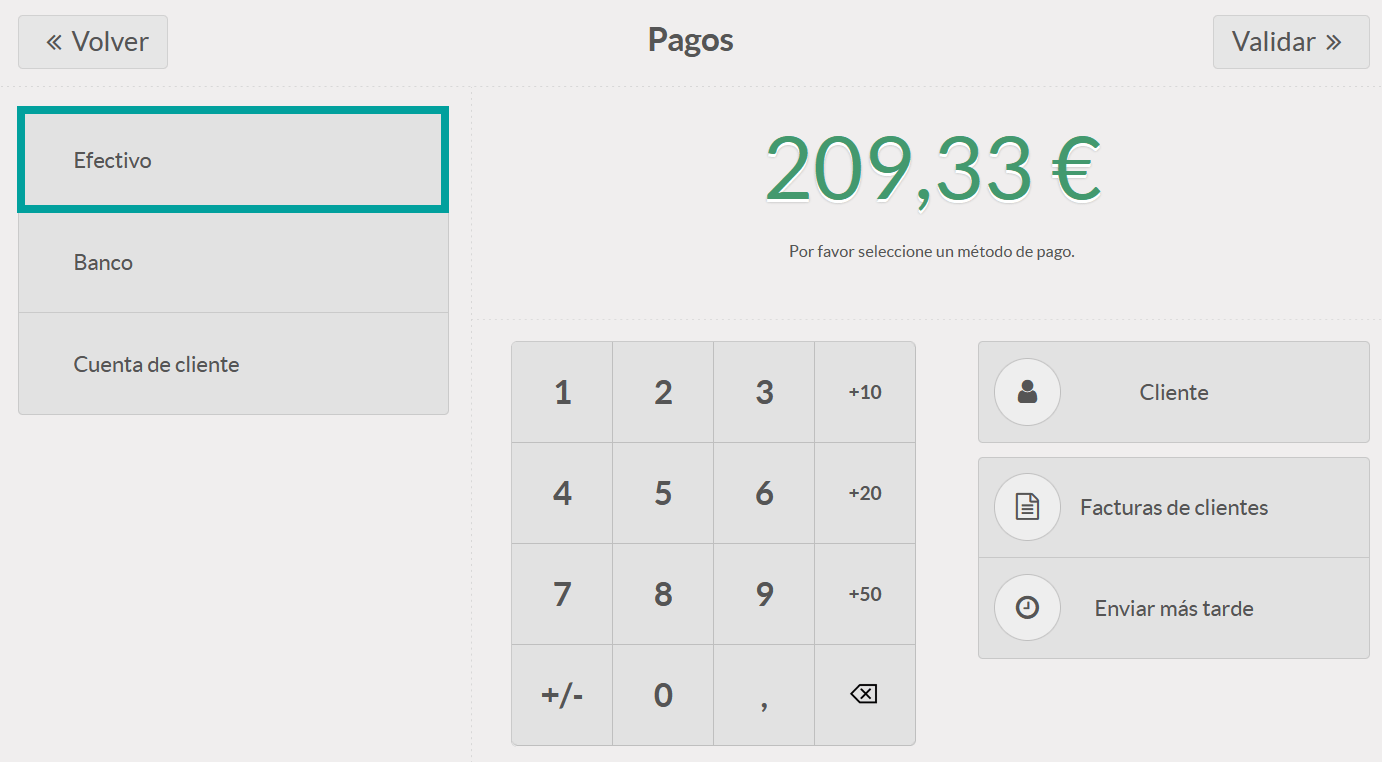 « Volver
Pagos
Validar »
Efectivo
Banco
Cuenta de cliente
209,33 €
Por favor seleccione un método de pago.
1 2 3 +10
4 5 6 +20
7 8 9 +50
+/- 0 ,
Cliente
Facturas de clientes
Enviar más tarde